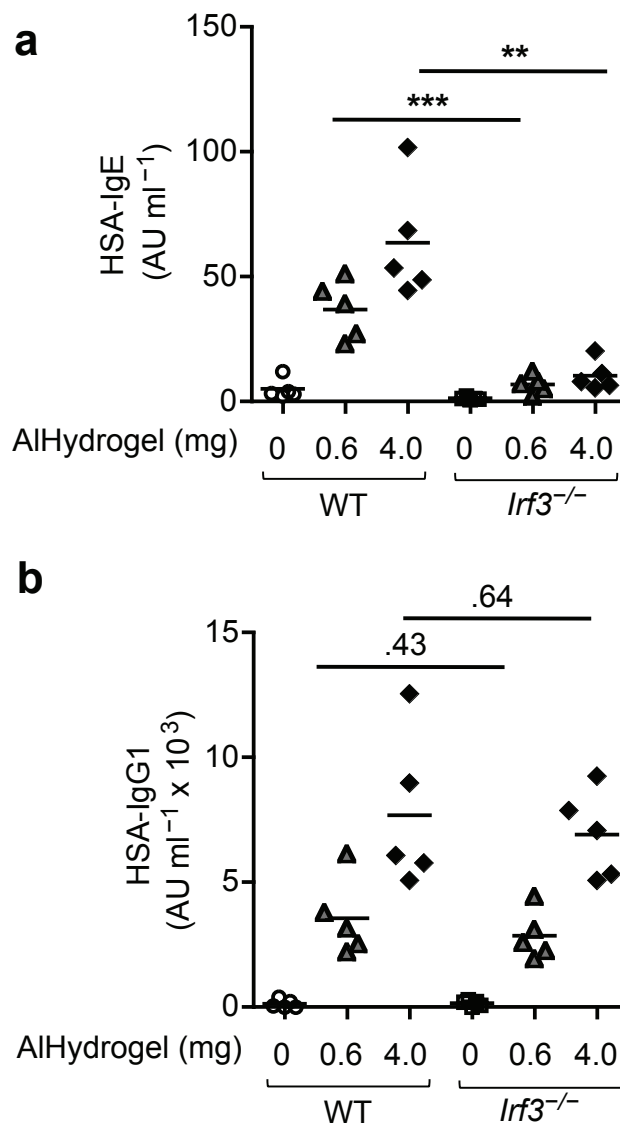 a
HSA-IgE
(AU ml⁻¹)
150
100
50
0
**
***
AlHydrogel (mg)
0 0.6 4.0 0 0.6 4.0
WT Irf3⁻/⁻
b
HSA-IgG1
(AU ml⁻¹ x 10³)
15
10
5
0
.64
.43
AlHydrogel (mg)
0 0.6 4.0 0 0.6 4.0
WT Irf3⁻/⁻